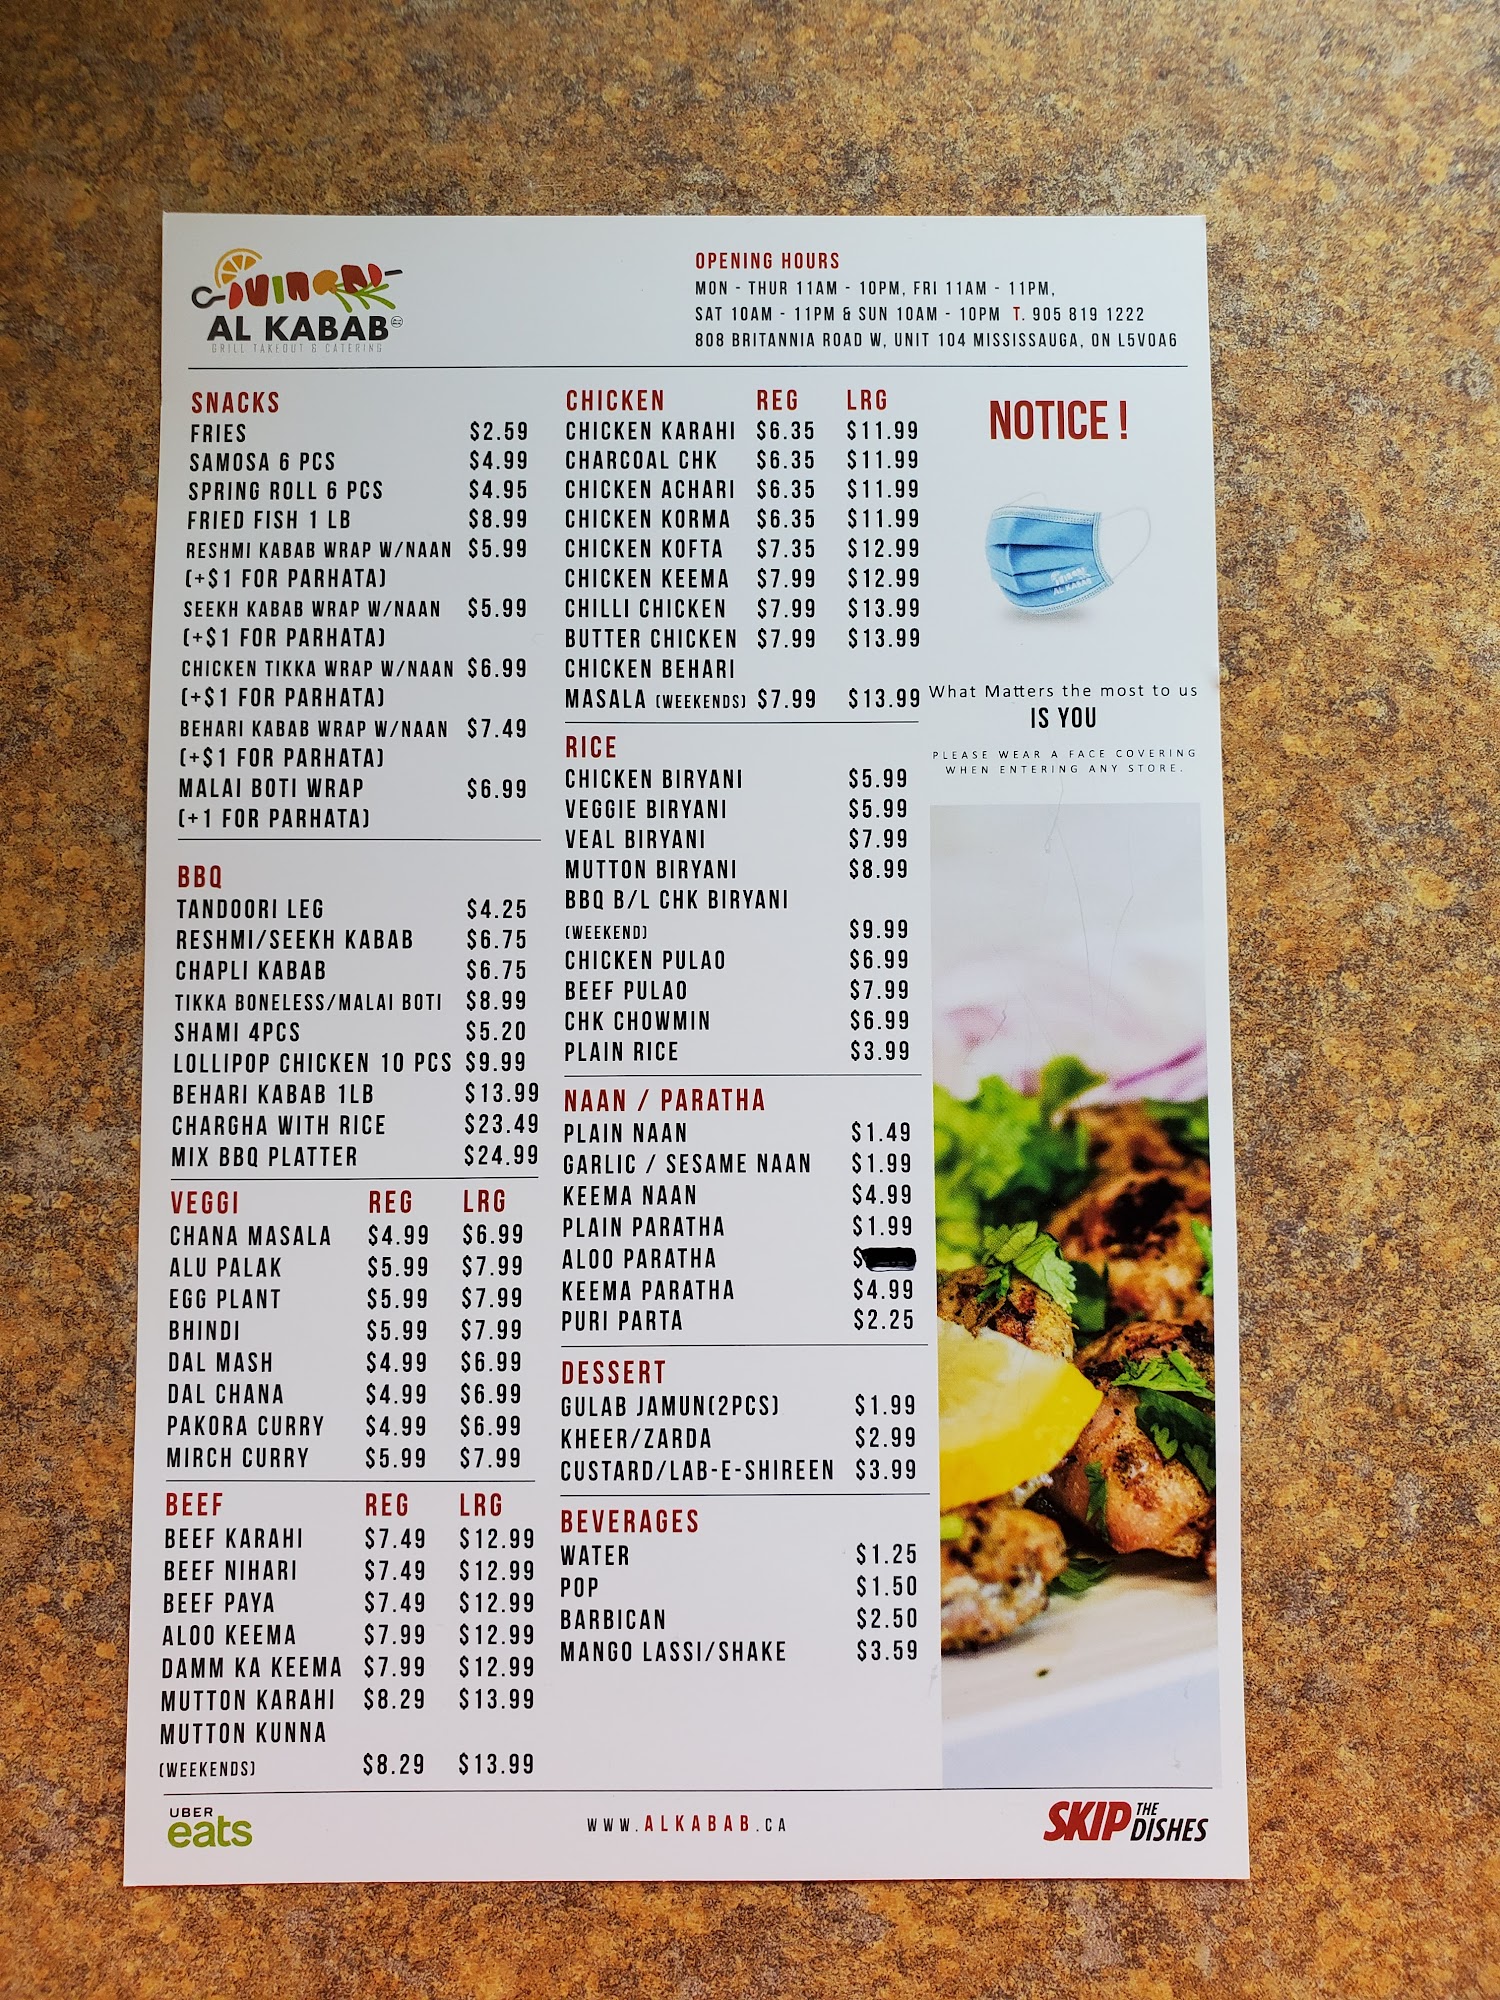 AL KABAB
GRILL TAKEOUT & CATERING
OPENING HOURS
MON - THUR 11AM - 10PM, FRI 11AM - 11PM,
SAT 10AM - 11PM & SUN 10AM - 10PM T. 905 819 1222
808 BRITANNIA ROAD W, UNIT 104 MISSISSAUGA, ON L5V0A6
SNACKS
FRIES $2.59
SAMOSA 6 PCS $4.99
SPRING ROLL 6 PCS $4.95
FRIED FISH 1 LB $8.99
RESHMI KABAB WRAP W/NAAN $5.99
(+$1 FOR PARHATA)
SEEKH KABAB WRAP W/NAAN $5.99
(+$1 FOR PARHATA)
CHICKEN TIKKA WRAP W/NAAN $6.99
(+$1 FOR PARHATA)
BEHARI KABAB WRAP W/NAAN $7.49
(+$1 FOR PARHATA)
MALAI BOTI WRAP $6.99
(+1 FOR PARHATA)
BBQ
TANDOORI LEG $4.25
RESHMI/SEEKH KABAB $6.75
CHAPLI KABAB $6.75
TIKKA BONELESS/MALAI BOTI $8.99
SHAMI 4PCS $5.20
LOLLIPOP CHICKEN 10 PCS $9.99
BEHARI KABAB 1LB $13.99
CHARGHA WITH RICE $23.49
MIX BBQ PLATTER $24.99
VEGGI REG LRG
CHANA MASALA $4.99 $6.99
ALU PALAK $5.99 $7.99
EGG PLANT $5.99 $7.99
BHINDI $5.99 $7.99
DAL MASH $4.99 $6.99
DAL CHANA $4.99 $6.99
PAKORA CURRY $4.99 $6.99
MIRCH CURRY $5.99 $7.99
BEEF REG LRG
BEEF KARAHI $7.49 $12.99
BEEF NIHARI $7.49 $12.99
BEEF PAYA $7.49 $12.99
ALOO KEEMA $7.99 $12.99
DAMM KA KEEMA $7.99 $12.99
MUTTON KARAHI $8.29 $13.99
MUTTON KUNNA
(WEEKENDS) $8.29 $13.99
CHICKEN REG LRG
CHICKEN KARAHI $6.35 $11.99
CHARCOAL CHK $6.35 $11.99
CHICKEN ACHARI $6.35 $11.99
CHICKEN KORMA $6.35 $11.99
CHICKEN KOFTA $7.35 $12.99
CHICKEN KEEMA $7.99 $12.99
CHILLI CHICKEN $7.99 $13.99
BUTTER CHICKEN $7.99 $13.99
CHICKEN BEHARI
MASALA (WEEKENDS) $7.99 $13.99
RICE
CHICKEN BIRYANI $5.99
VEGGIE BIRYANI $5.99
VEAL BIRYANI $7.99
MUTTON BIRYANI $8.99
BBQ B/L CHK BIRYANI
(WEEKEND) $9.99
CHICKEN PULAO $6.99
BEEF PULAO $7.99
CHK CHOWMIN $6.99
PLAIN RICE $3.99
NAAN / PARATHA
PLAIN NAAN $1.49
GARLIC / SESAME NAAN $1.99
KEEMA NAAN $4.99
PLAIN PARATHA $1.99
ALOO PARATHA $
KEEMA PARATHA $4.99
PURI PARTA $2.25
DESSERT
GULAB JAMUN(2PCS) $1.99
KHEER/ZARDA $2.99
CUSTARD/LAB-E-SHIREEN $3.99
BEVERAGES
WATER $1.25
POP $1.50
BARBICAN $2.50
MANGO LASSI/SHAKE $3.59
NOTICE !
AL KABAB
What Matters the most to us
IS YOU
PLEASE WEAR A FACE COVERING
WHEN ENTERING ANY STORE.
UBER
eats
WWW.ALKABAB.CA
SKIP THE
DISHES